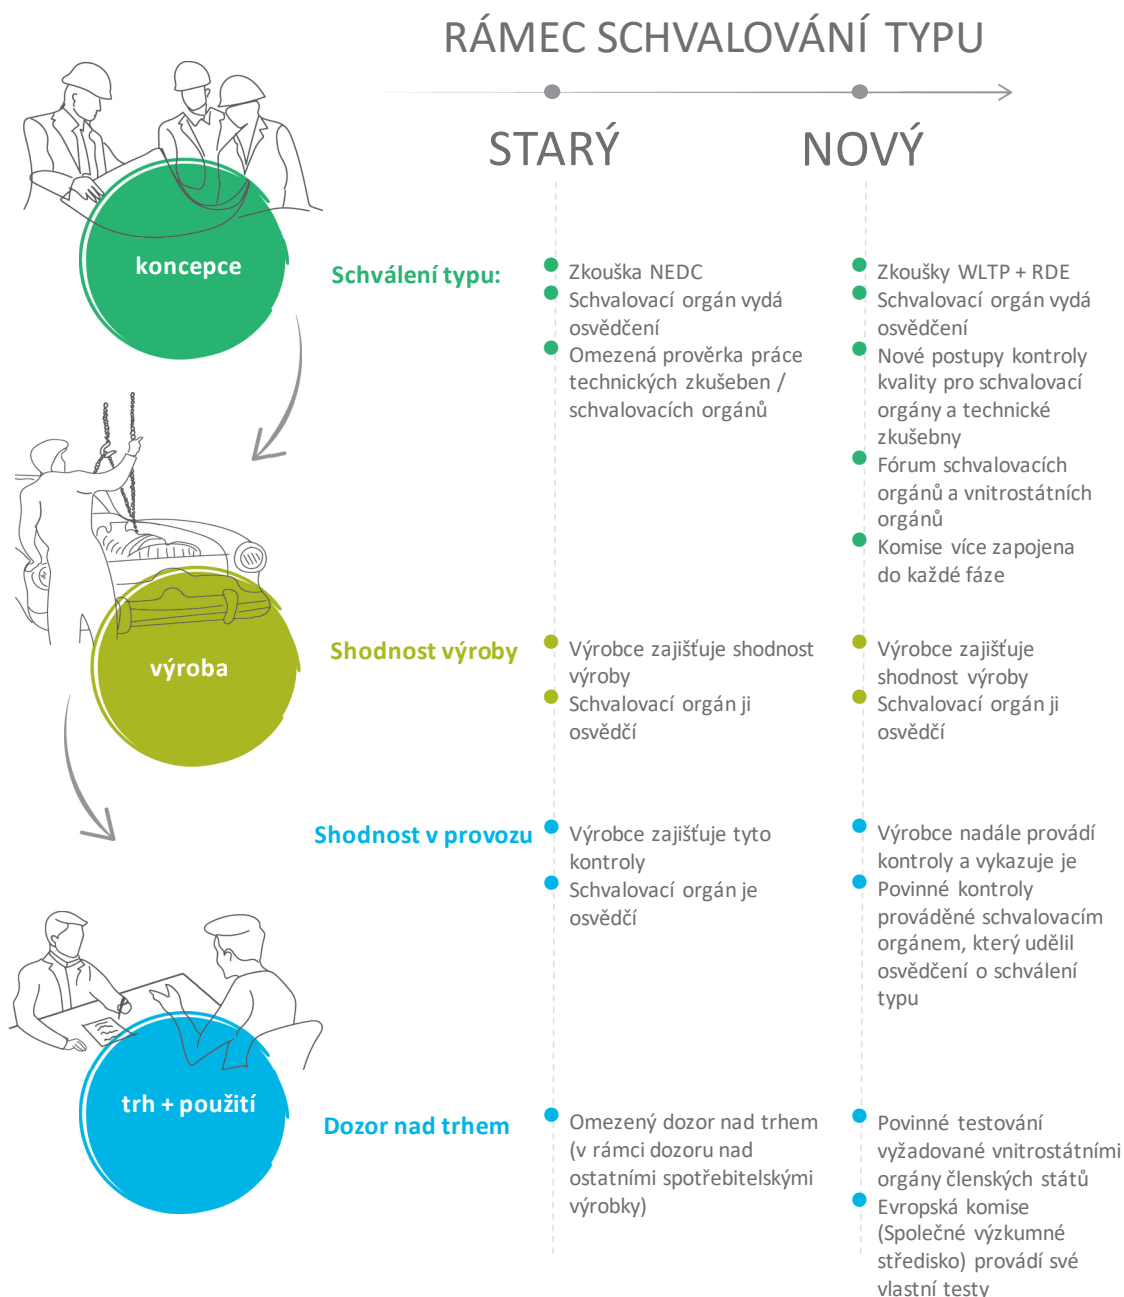 RÁMEC SCHVALOVÁNÍ TYPU
STARÝ
NOVÝ
koncepce
Schválení typu:
Zkouška NEDC
Schvalovací orgán vydá
osvědčení
Omezená prověrka práce
technických zkušeben /
schvalovacích orgánů
Zkoušky WLTP + RDE
Schvalovací orgán vydá
osvědčení
Nové postupy kontroly
kvality pro schvalovací
orgány a technické
zkušebny
Fórum schvalovacích
orgánů a vnitrostátních
orgánů
Komise více zapojena
do každé fáze
výroba
Shodnost výroby
Výrobce zajišťuje shodnost
výroby
Schvalovací orgán ji
osvědčí
Výrobce zajišťuje
shodnost výroby
Schvalovací orgán ji
osvědčí
Shodnost v provozu
Výrobce zajišťuje tyto
kontroly
Schvalovací orgán je
osvědčí
Výrobce nadále provádí
kontroly a vykazuje je
Povinné kontroly
prováděné schvalovacím
orgánem, který udělil
osvědčení o schválení
typu
trh + použití
Dozor nad trhem
Omezený dozor nad trhem
(v rámci dozoru nad
ostatními spotřebitelskými
výrobky)
Povinné testování
vyžadované vnitrostátními
orgány členských států
Evropská komise
(Společné výzkumné
středisko) provádí své
vlastní testy